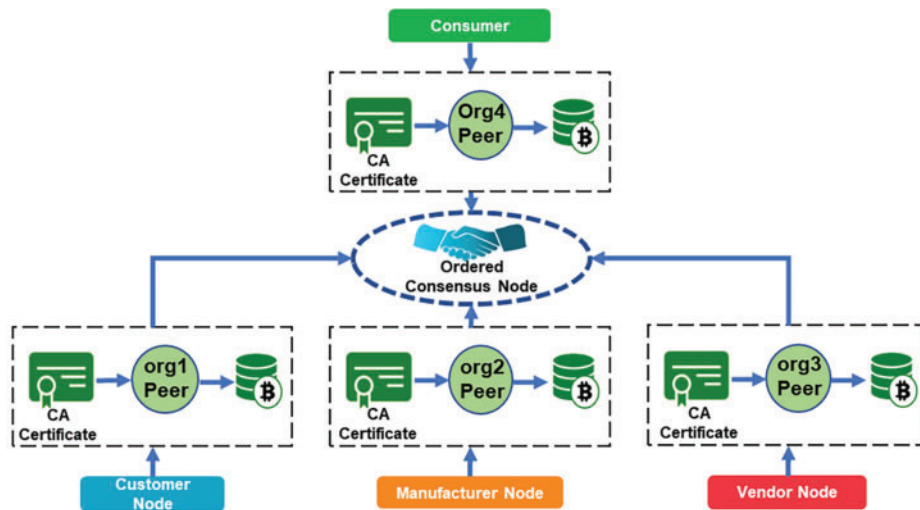 Consumer
Org4
Peer
CA
Certificate
Ordered
Consensus Node
org1
Peer
CA
Certificate
org2
Peer
CA
Certificate
org3
Peer
CA
Certificate
Customer
Node
Manufacturer Node
Vendor Node